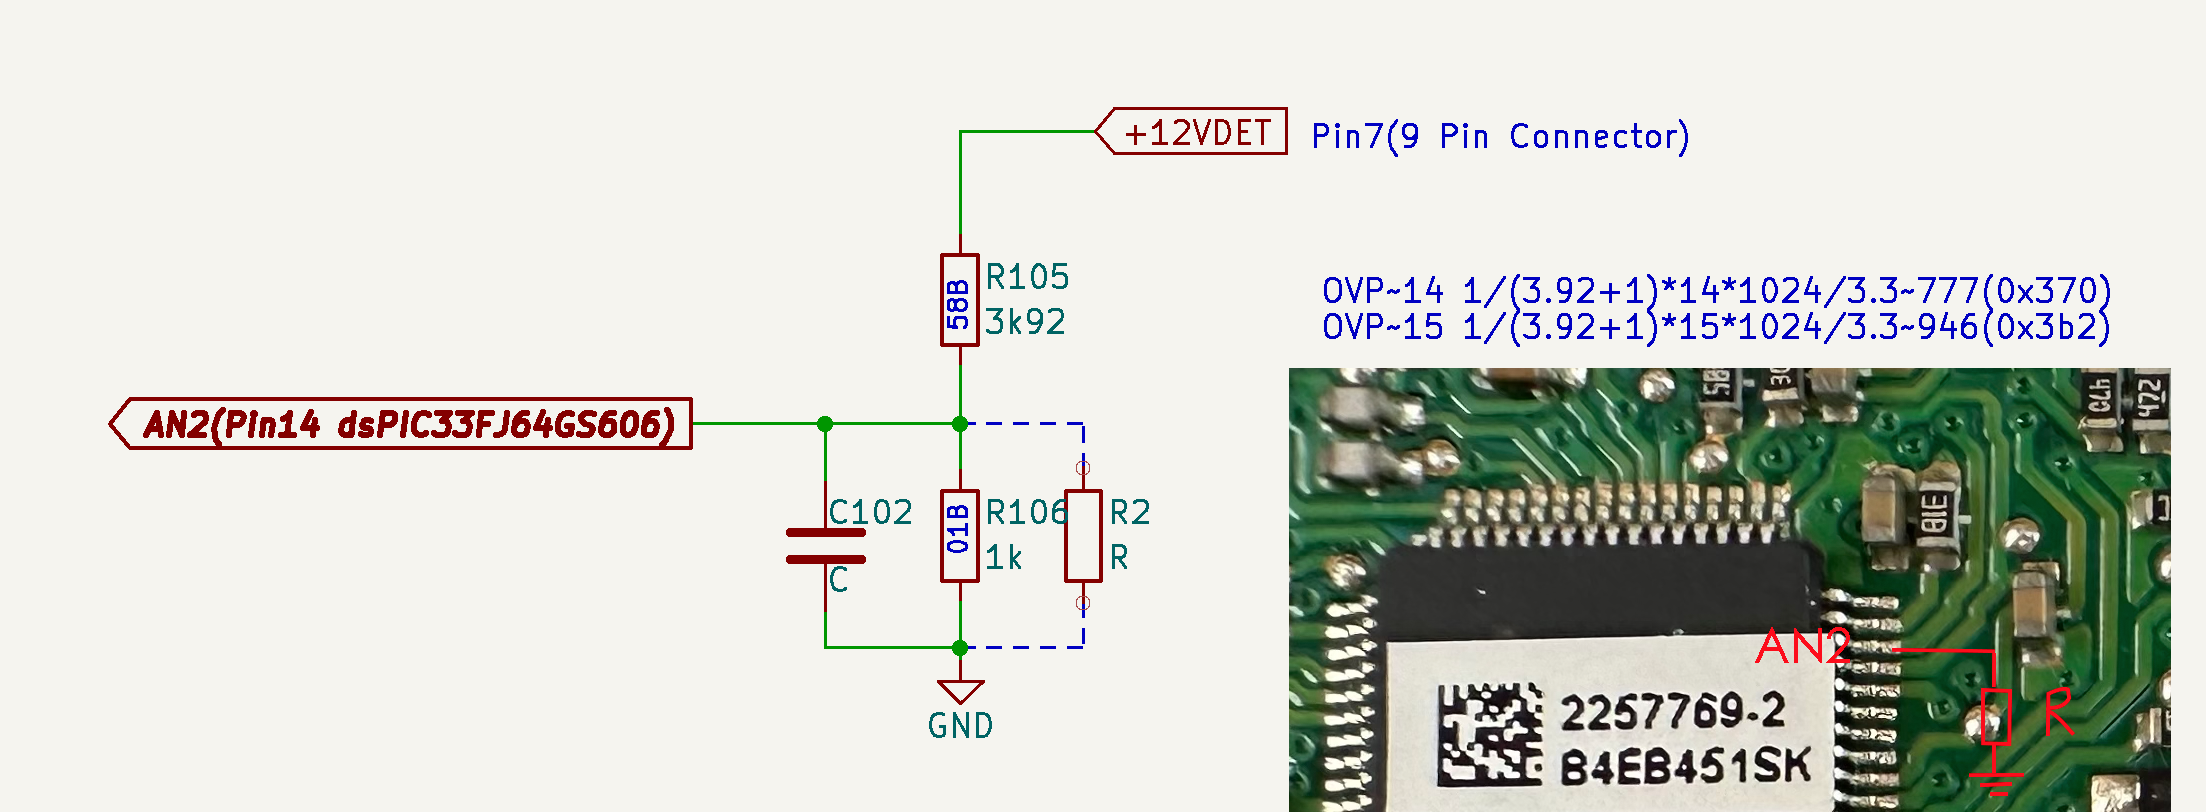 +12VDET
Pin7(9 Pin Connector)
58B
R105
3k92
OVP~14 1/(3.92+1)*14*1024/3.3~777(0x370)
OVP~15 1/(3.92+1)*15*1024/3.3~946(0x3b2)
AN2(Pin14 dsPIC33FJ64GS606)
C102
C
01B
R106
1k
R2
R
GND
58
30
472
472
31B
AN2
R
2257769-2
B4EB451SK